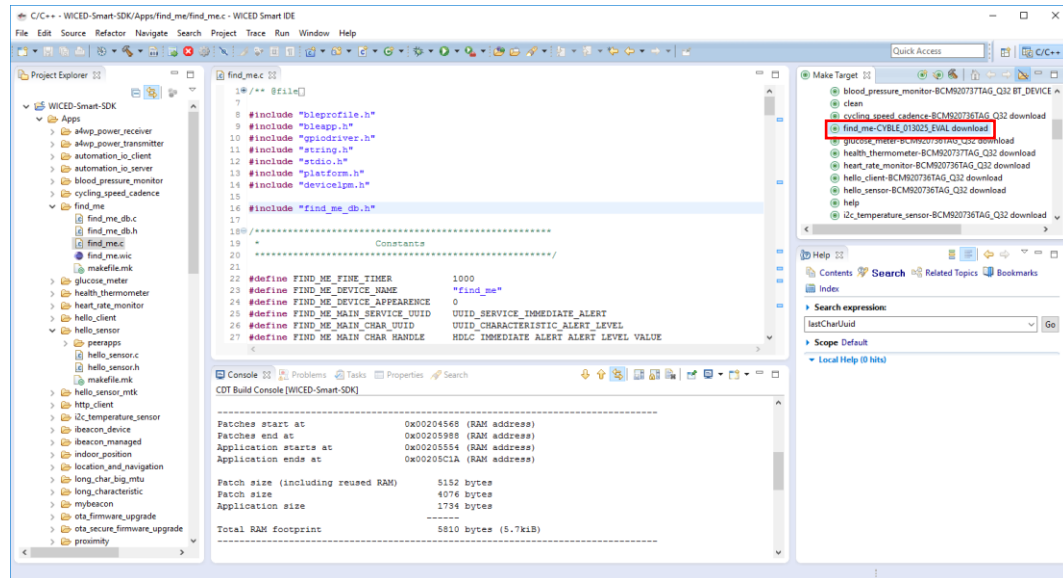 C/C++ - WICED-Smart-SDK/Apps/find_me/find_me.c - WICED Smart IDE
File Edit Source Refactor Navigate Search Project Trace Run Window Help
Quick Access
C/C++
Project Explorer
WICED-Smart-SDK
Apps
a4wp_power_receiver
a4wp_power_transmitter
automation_io_client
automation_io_server
blood_pressure_monitor
cycling_speed_cadence
find_me
find_me_db.c
find_me_db.h
find_me.c
find_me.wic
makefile.mk
glucose_meter
health_thermometer
heart_rate_monitor
hello_client
hello_sensor
peerapps
hello_sensor.c
hello_sensor.h
makefile.mk
hello_sensor_mtk
http_client
i2c_temperature_sensor
ibeacon_device
ibeacon_managed
indoor_position
location_and_navigation
long_char_big_mtu
long_characteristic
mybeacon
ota_firmware_upgrade
ota_secure_firmware_upgrade
proximity
find_me.c
1 /** @file
7
8 #include "bleprofile.h"
9 #include "bleapp.h"
10 #include "gpiodriver.h"
11 #include "string.h"
12 #include "stdio.h"
13 #include "platform.h"
14 #include "devicelpm.h"
15
16 #include "find_me_db.h"
17
18 /******************************************************
19 * Constants
20 ******************************************************/
21
22 #define FIND_ME_FINE_TIMER 1000
23 #define FIND_ME_DEVICE_NAME "find_me"
24 #define FIND_ME_DEVICE_APPEARENCE 0
25 #define FIND_ME_MAIN_SERVICE_UUID UUID_SERVICE_IMMEDIATE_ALERT
26 #define FIND_ME_MAIN_CHAR_UUID UUID_CHARACTERISTIC_ALERT_LEVEL
27 #define FIND_ME_MAIN_CHAR_HANDLE HDLC_IMMEDIATE_ALERT_ALERT_LEVEL_VALUE
Console Problems Tasks Properties Search
CDT Build Console [WICED-Smart-SDK]
--------------------------------------------------------------------
Patches start at 0x00204568 (RAM address)
Patches end at 0x00205988 (RAM address)
Application starts at 0x00205554 (RAM address)
Application ends at 0x00205C1A (RAM address)
Patch size (including reused RAM) 5152 bytes
Patch size 4076 bytes
Application size 1734 bytes
------
Total RAM footprint 5810 bytes (5.7kiB)
--------------------------------------------------------------------
Make Target
blood_pressure_monitor-BCM920737TAG_Q32 BT_DEVICE
clean
cycling_speed_cadence-BCM920736TAG_Q32 download
find_me-CYBLE_013025_EVAL download
glucose_meter-BCM920736TAG_Q32 download
health_thermometer-BCM920737TAG_Q32 download
heart_rate_monitor-BCM920736TAG_Q32 download
hello_client-BCM920736TAG_Q32 download
hello_sensor-BCM920736TAG_Q32 download
help
i2c_temperature_sensor-BCM920736TAG_Q32 download
Help
Contents Search Related Topics Bookmarks
Index
Search expression:
lastCharUuid
Go
Scope Default
Local Help (0 hits)